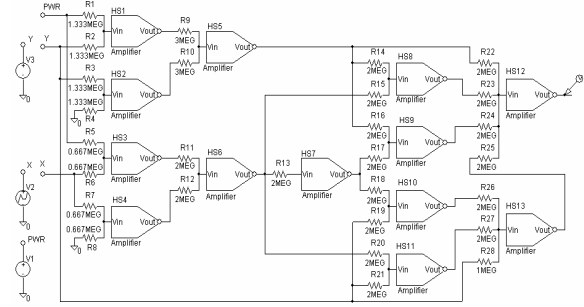 PWR R1 HS1 R9 HS5
1.333MEG Vin Vout 3MEG
Y Y R2 Amplifier R10 Vin Vout R14 HS8 R22
1.333MEG HS2 3MEG Amplifier 2MEG Vin Vout 2MEG HS12
V3 R3 Vin Vout R15 R23 Vin Vout V
1.333MEG Amplifier 2MEG Amplifier 2MEG Amplifier
0 1.333MEG R16 HS9 R24
0 R4 2MEG Vin Vout 2MEG
R5 HS3 R11 HS6 R17 R25
0.667MEG Vin Vout 2MEG R13 HS7 2MEG Amplifier 2MEG
X X 0.667MEG R12 Vin Vout Vin Vout R18 HS10 R26
R6 Amplifier 2MEG 2MEG 2MEG Vin Vout 2MEG HS13
V2 R7 HS4 Amplifier Amplifier R19 R27 Vin Vout
0.667MEG Vin Vout 2MEG Amplifier 2MEG
0 0.667MEG R20 HS11 R28 Amplifier
PWR 0 R8 Amplifier 2MEG Vin Vout 1MEG
V1 R21
0 2MEG Amplifier